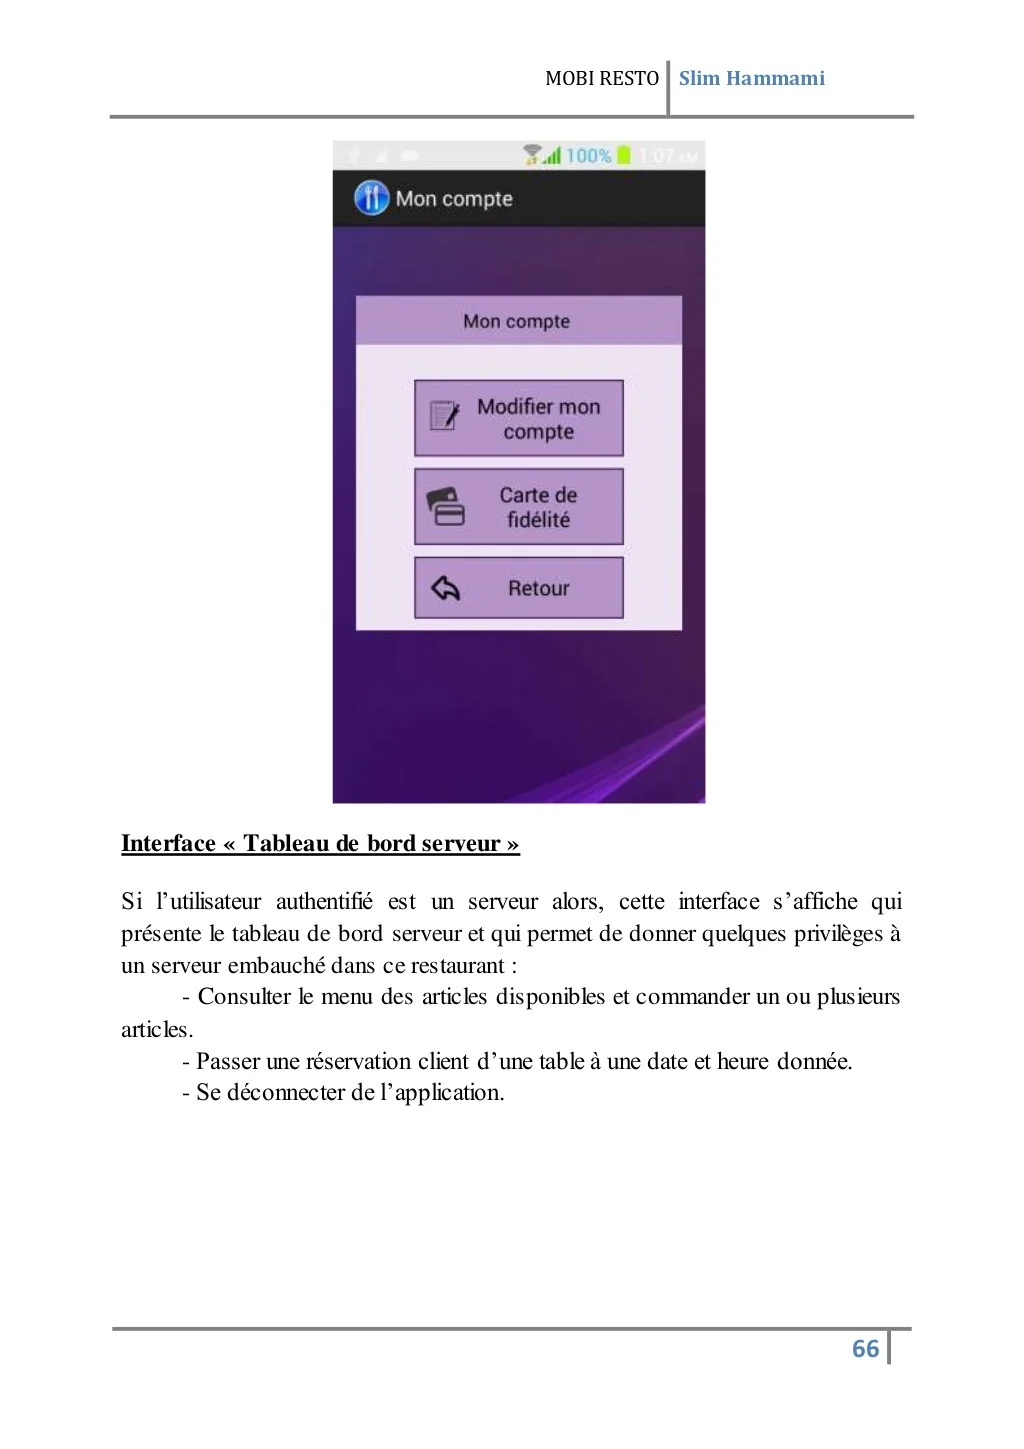 MOBI RESTO Slim Hammami
100% 1:07 AM
Mon compte
Mon compte
Modifier mon
compte
Carte de
fidélité
Retour
Interface « Tableau de bord serveur »
Si l’utilisateur authentifié est un serveur alors, cette interface s’affiche qui
présente le tableau de bord serveur et qui permet de donner quelques privilèges à
un serveur embauché dans ce restaurant :
- Consulter le menu des articles disponibles et commander un ou plusieurs
articles.
- Passer une réservation client d’une table à une date et heure donnée.
- Se déconnecter de l’application.
66